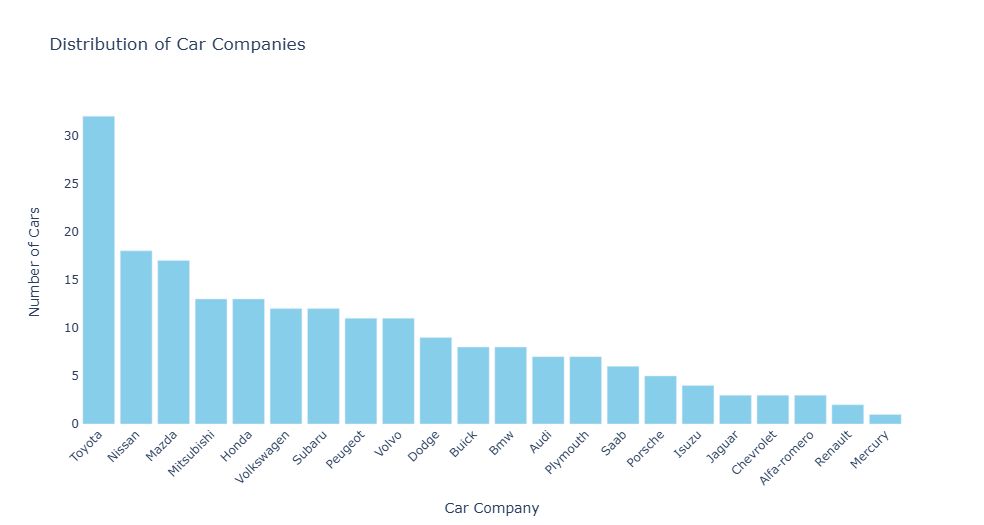 Distribution of Car Companies
Number of Cars
30
25
20
15
10
5
0
Toyota
Nissan
Mazda
Mitsubishi
Honda
Volkswagen
Subaru
Peugeot
Volvo
Dodge
Buick
Bmw
Audi
Plymouth
Saab
Porsche
Isuzu
Jaguar
Chevrolet
Alfa-romero
Renault
Mercury
Car Company